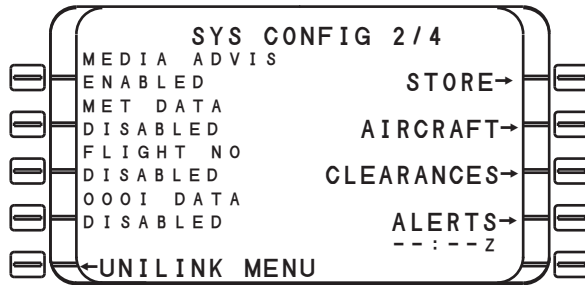 SYS CONFIG 2/4
MEDIA ADVIS
ENABLED STORE→
MET DATA
DISABLED AIRCRAFT→
FLIGHT NO
DISABLED CLEARANCES→
OOOI DATA
DISABLED ALERTS→
--:--Z
←UNILINK MENU